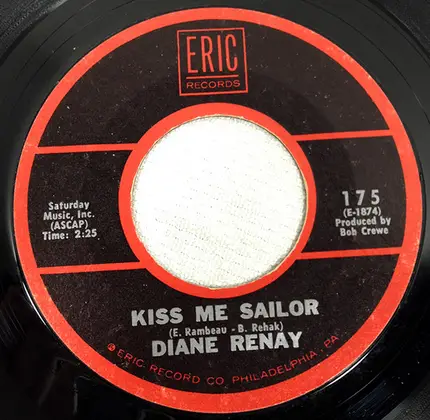 ERIC
RECORDS
Saturday
Music, Inc.
(ASCAP)
Time: 2:25
175
(E-1874)
Produced by
Bob Crewe
KISS ME SAILOR
(E. Rambeau - B. Rehak)
DIANE RENAY
® ERIC RECORD CO. PHILADELPHIA, PA